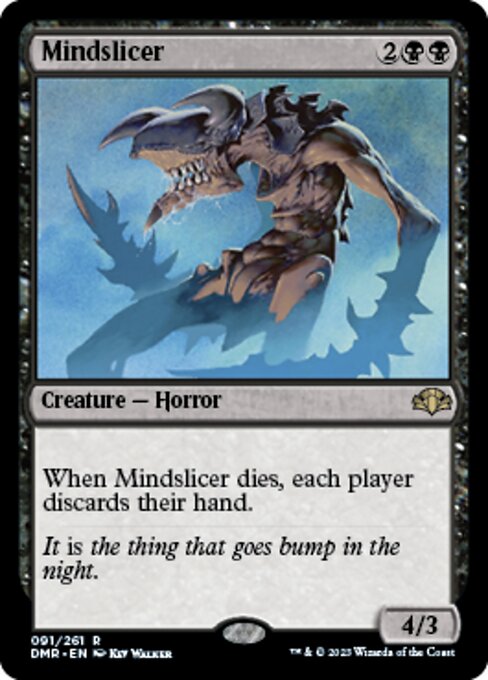 Mindslicer 2
Creature — Horror
When Mindslicer dies, each player
discards their hand.
It is the thing that goes bump in the
night.
4/3
091/261 R
DMR • EN Kev Walker
™ & © 2023 Wizards of the Coast